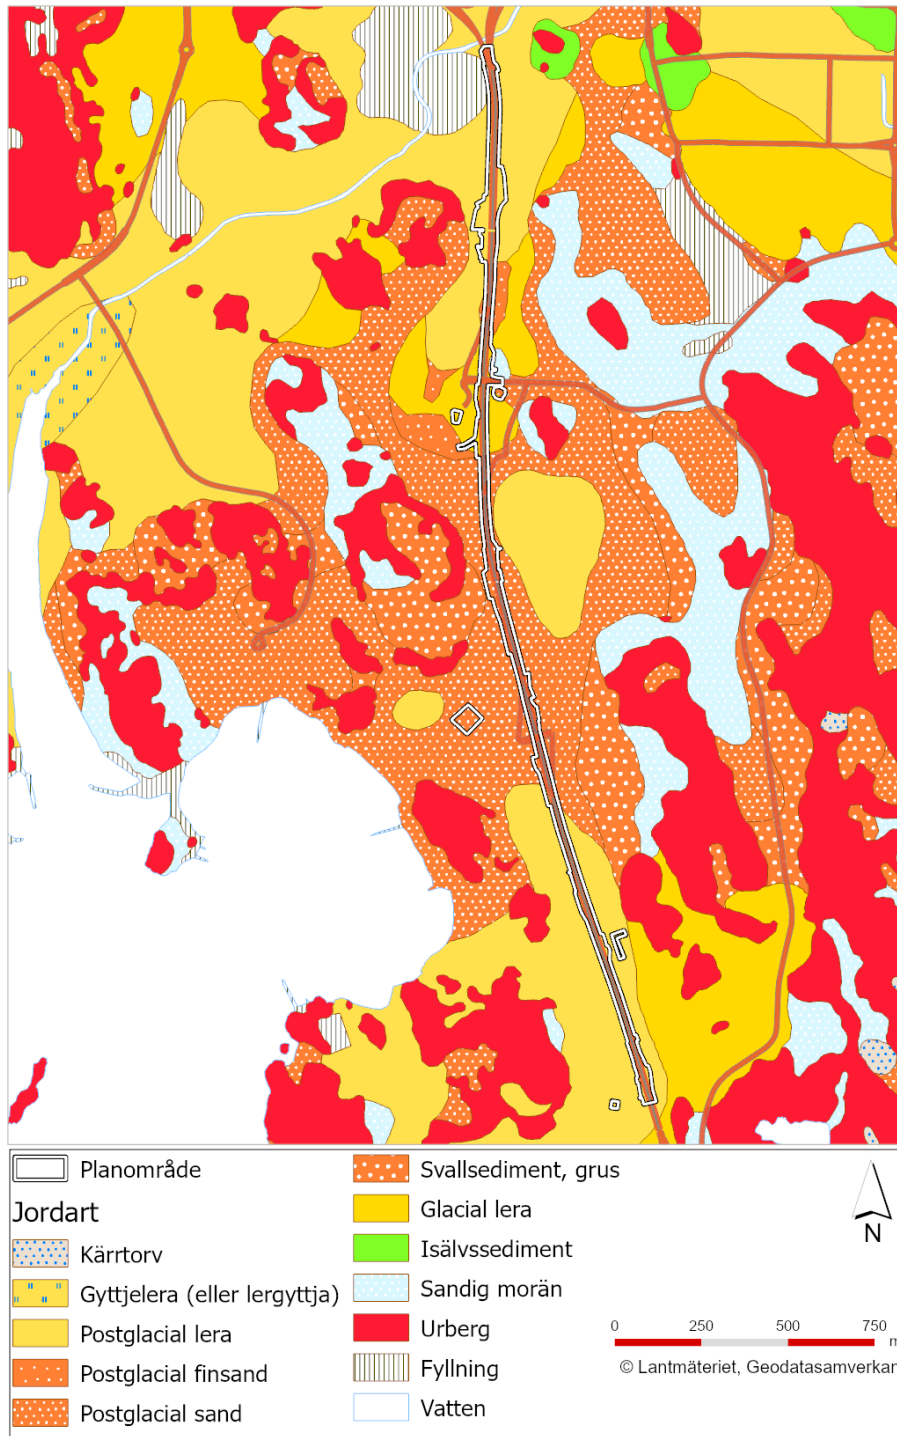 Planområde
Jordart
Kärrtorv
Gyttjelera (eller lergyttja)
Postglacial lera
Postglacial finsand
Postglacial sand
Svallsediment, grus
Glacial lera
Isälvssediment
Sandig morän
Urberg
Fyllning
Vatten
N
0 250 500 750
m
© Lantmäteriet, Geodatasamverkan